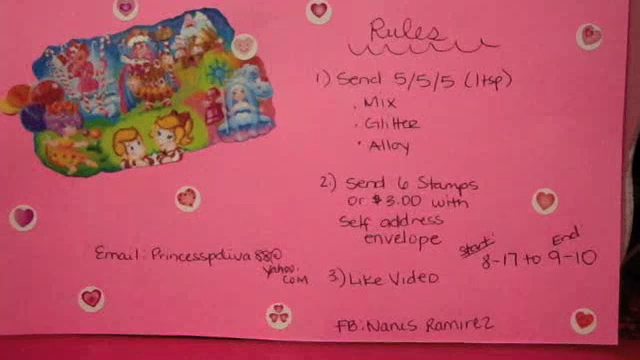 Rules
1) Send 5/5/5 (1tsp)
. Mix
. Glitter
. Alloy
2.) Send 6 Stamps
or $3.00 with
Self address
envelope
Start: End
8-17 to 9-10
Email: Princesspdiva88@
yahoo.
com
3) Like Video
FB: Nanis Ramirez